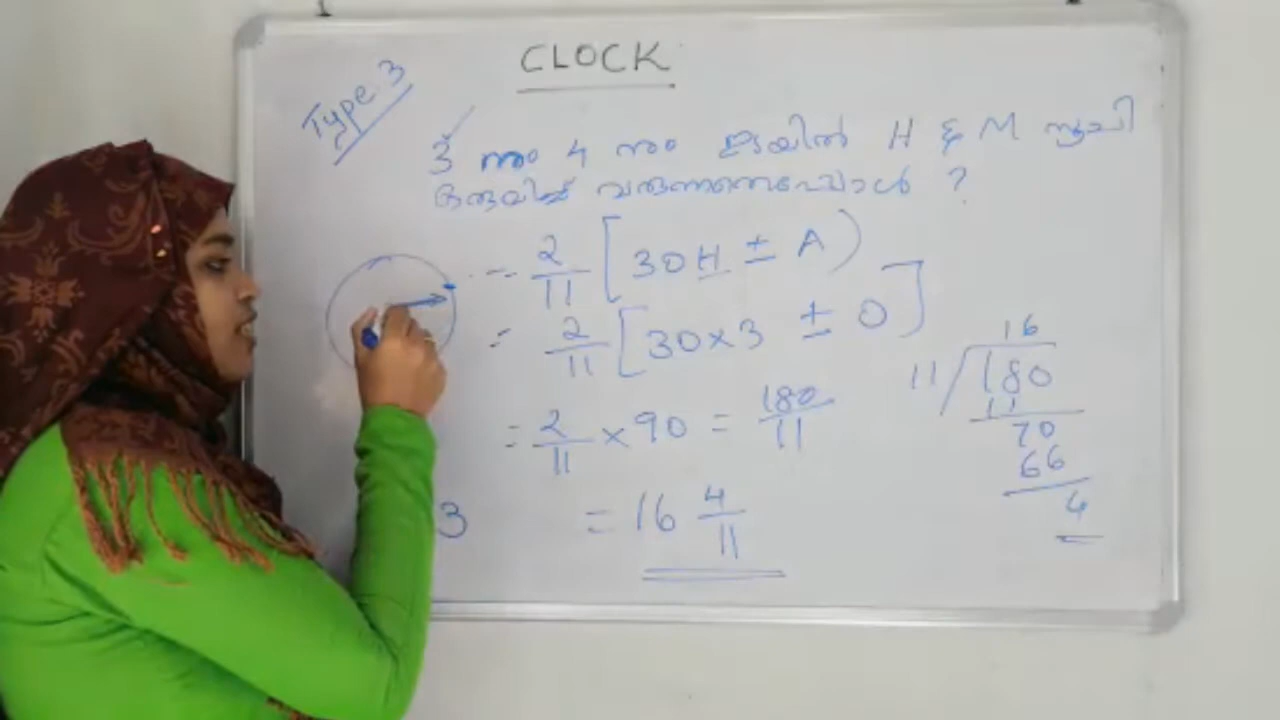 CLOCK
Type 3
3 നും 4 നും ഇടയിൽ H & M സൂചി
ഒരുമിച്ച് വരുന്നതെപ്പോൾ ?
= 2/11 [ 30H ± A )
= 2/11 [ 30×3 ± 0 ]
= 2/11 × 90 = 180/11
3 = 16 4/11
16
11 / 180
11
70
66
4